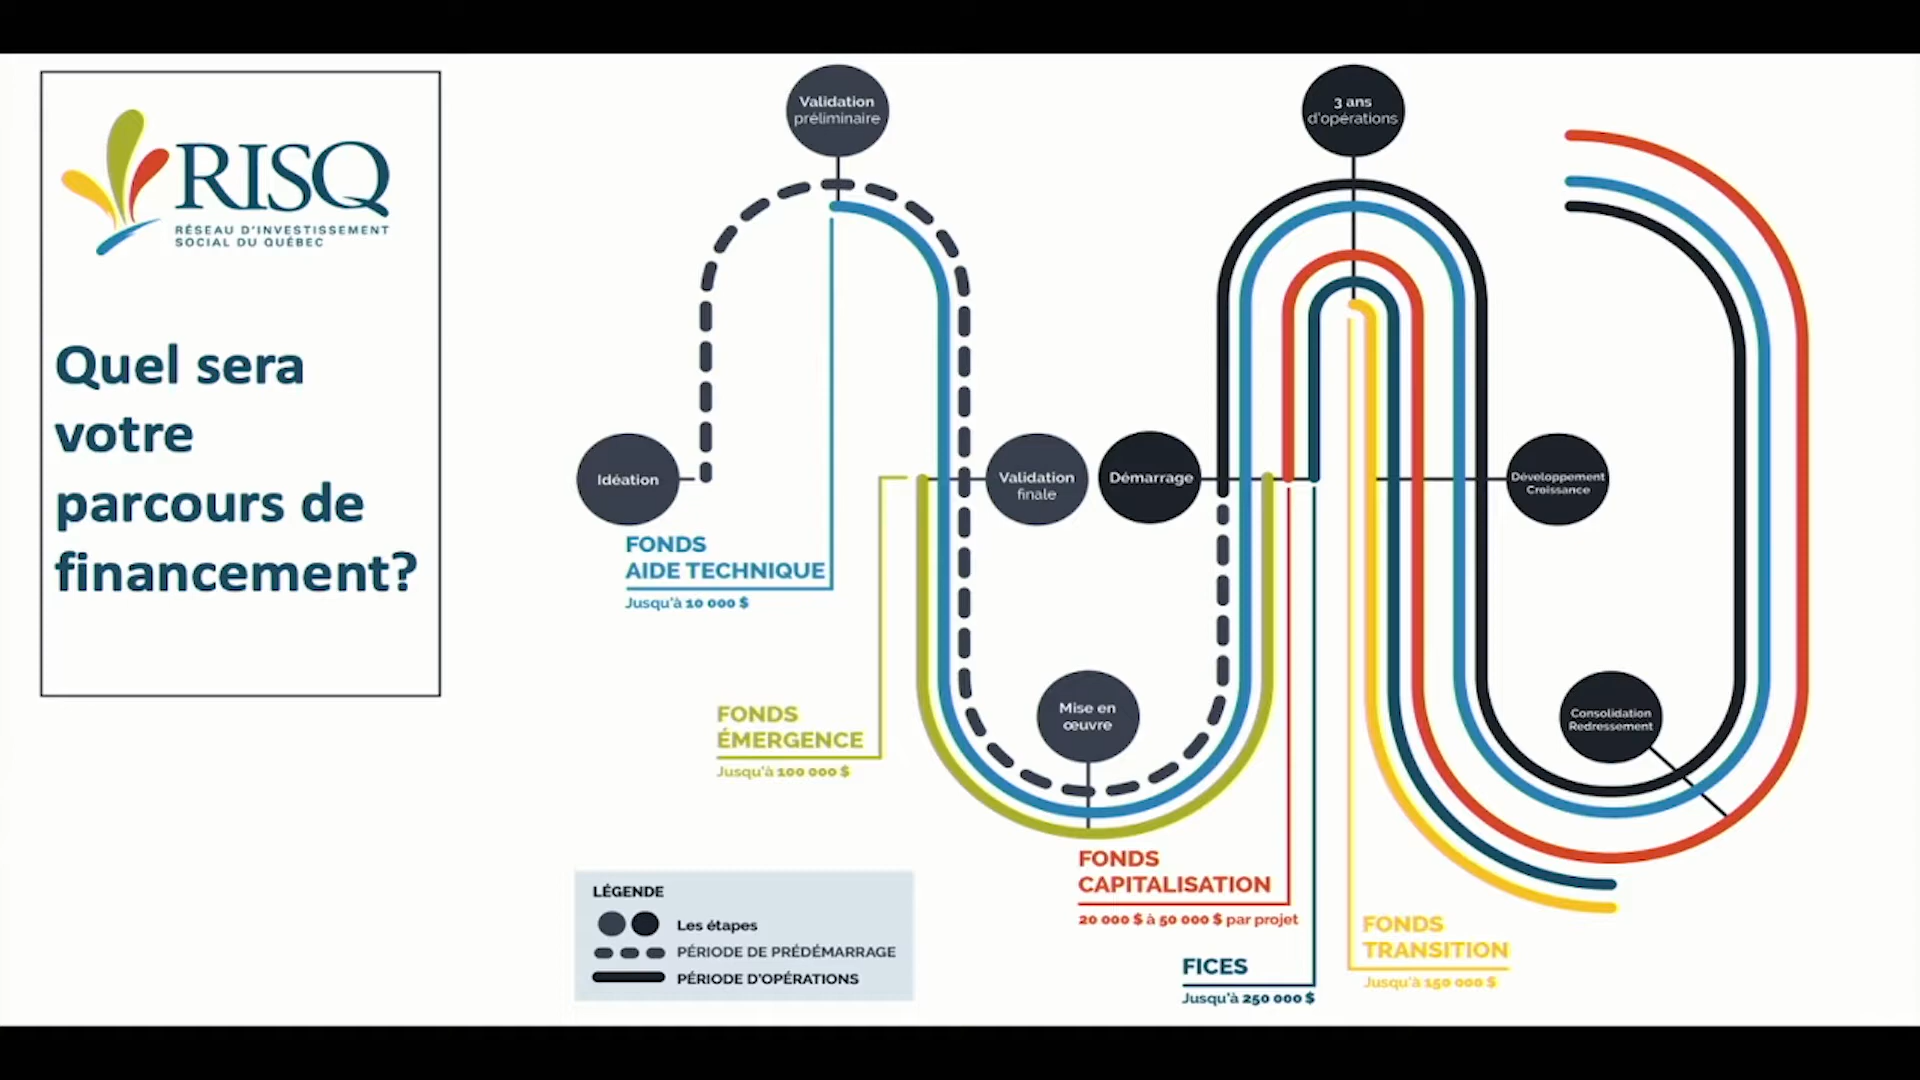 RISQ
RÉSEAU D'INVESTISSEMENT
SOCIAL DU QUÉBEC
Quel sera
votre
parcours de
financement?
Validation
préliminaire
3 ans
d'opérations
Idéation
Validation
finale
Démarrage
Développement
Croissance
FONDS
AIDE TECHNIQUE
Jusqu'à 10 000 $
FONDS
ÉMERGENCE
Jusqu'à 100 000 $
Mise en
œuvre
Consolidation
Redressement
FONDS
CAPITALISATION
20 000 $ à 50 000 $ par projet
FONDS
TRANSITION
Jusqu'à 150 000 $
FICES
Jusqu'à 250 000 $
LÉGENDE
Les étapes
PÉRIODE DE PRÉDÉMARRAGE
PÉRIODE D'OPÉRATIONS